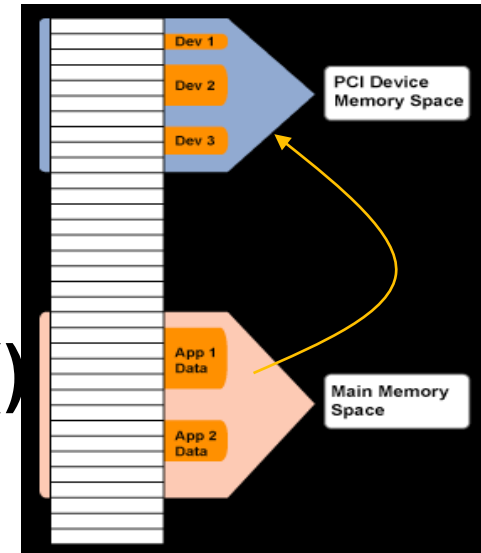 Dev 1
Dev 2
PCI Device
Memory Space
Dev 3
)
App 1
Data
Main Memory
Space
App 2
Data